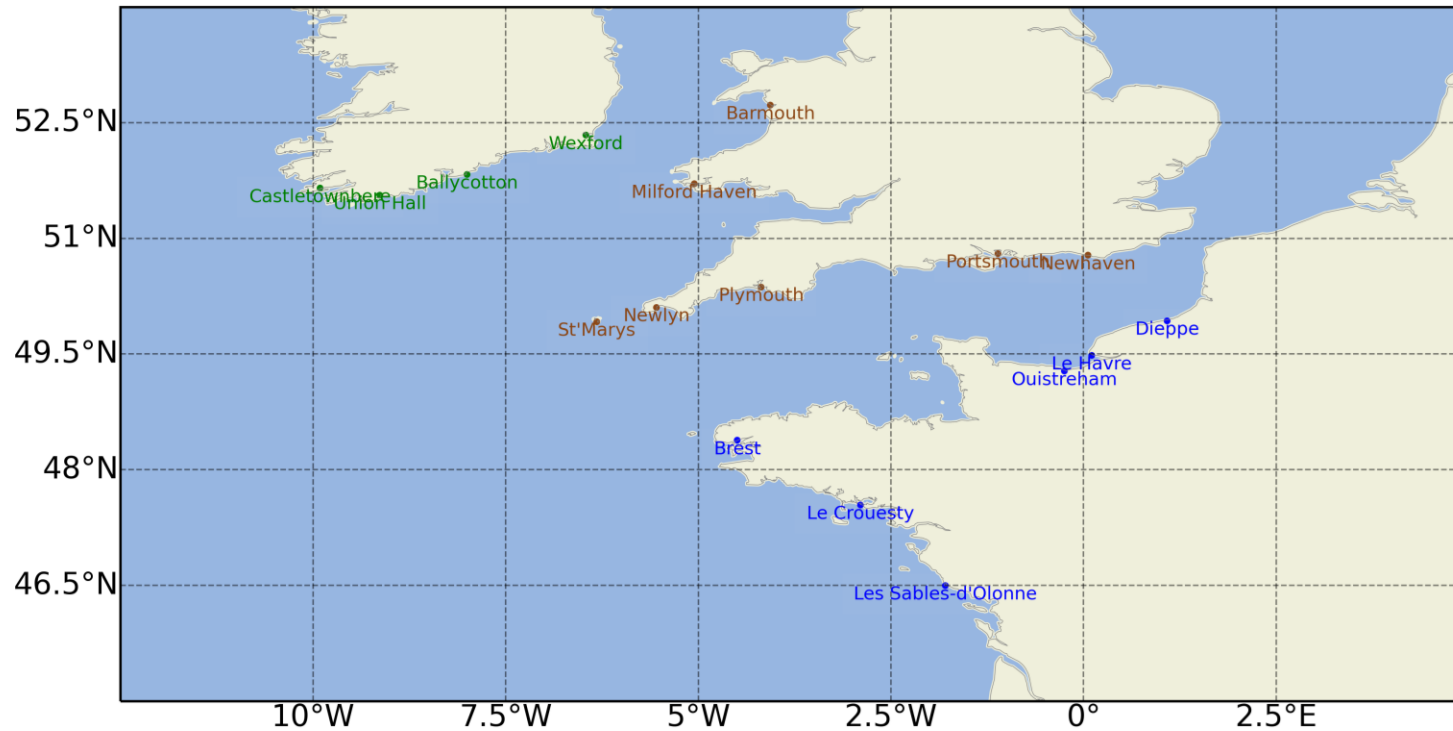 52.5°N
51°N
49.5°N
48°N
46.5°N
Barmouth
Wexford
Ballycotton
Milford Haven
Castletownbere
Union Hall
Portsmouth
Newhaven
Plymouth
Newlyn
St'Marys
Dieppe
Le Havre
Ouistreham
Brest
Le Crouesty
Les Sables-d'Olonne
10°W
7.5°W
5°W
2.5°W
0°
2.5°E